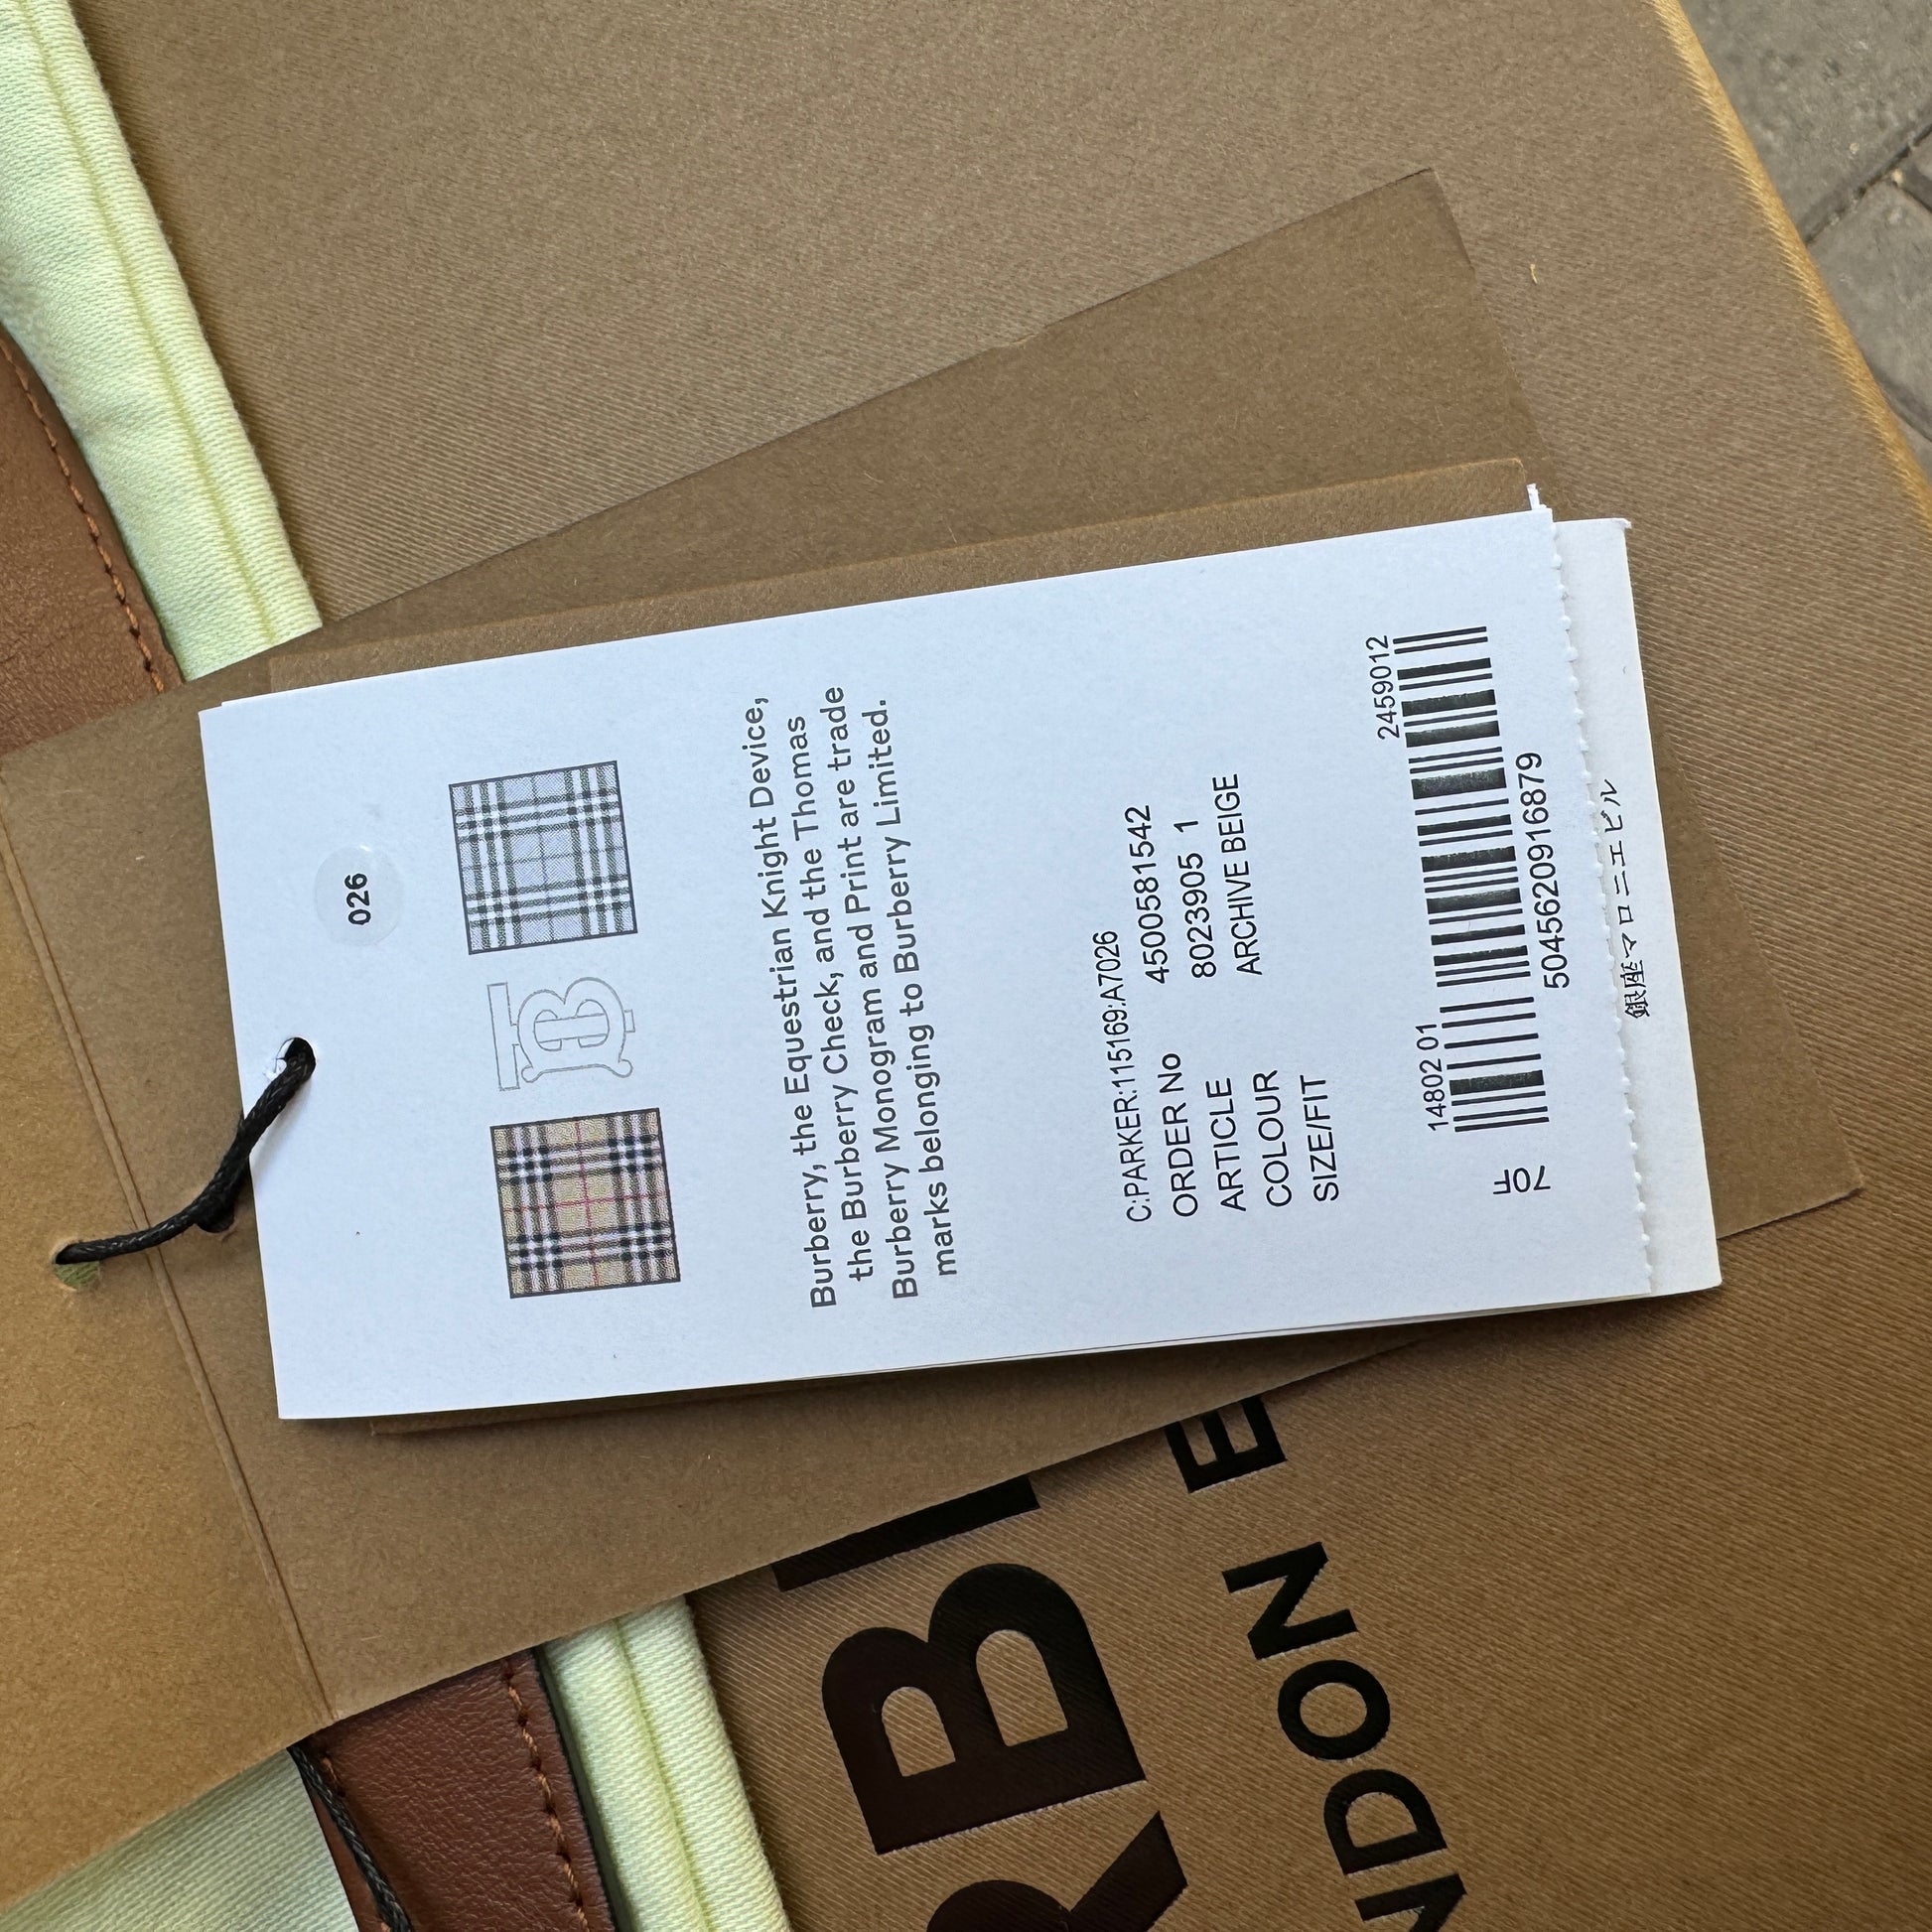 026
Burberry, the Equestrian Knight Device,
the Burberry Check, and the Thomas
Burberry Monogram and Print are trade
marks belonging to Burberry Limited.
C:PARKER:115169:A7026
ORDER No 4500581542
ARTICLE 8023905 1
COLOUR ARCHIVE BEIGE
SIZE/FIT
14802 01 2459012
5045620916879
銀座マロニエビル
RB
NDON E